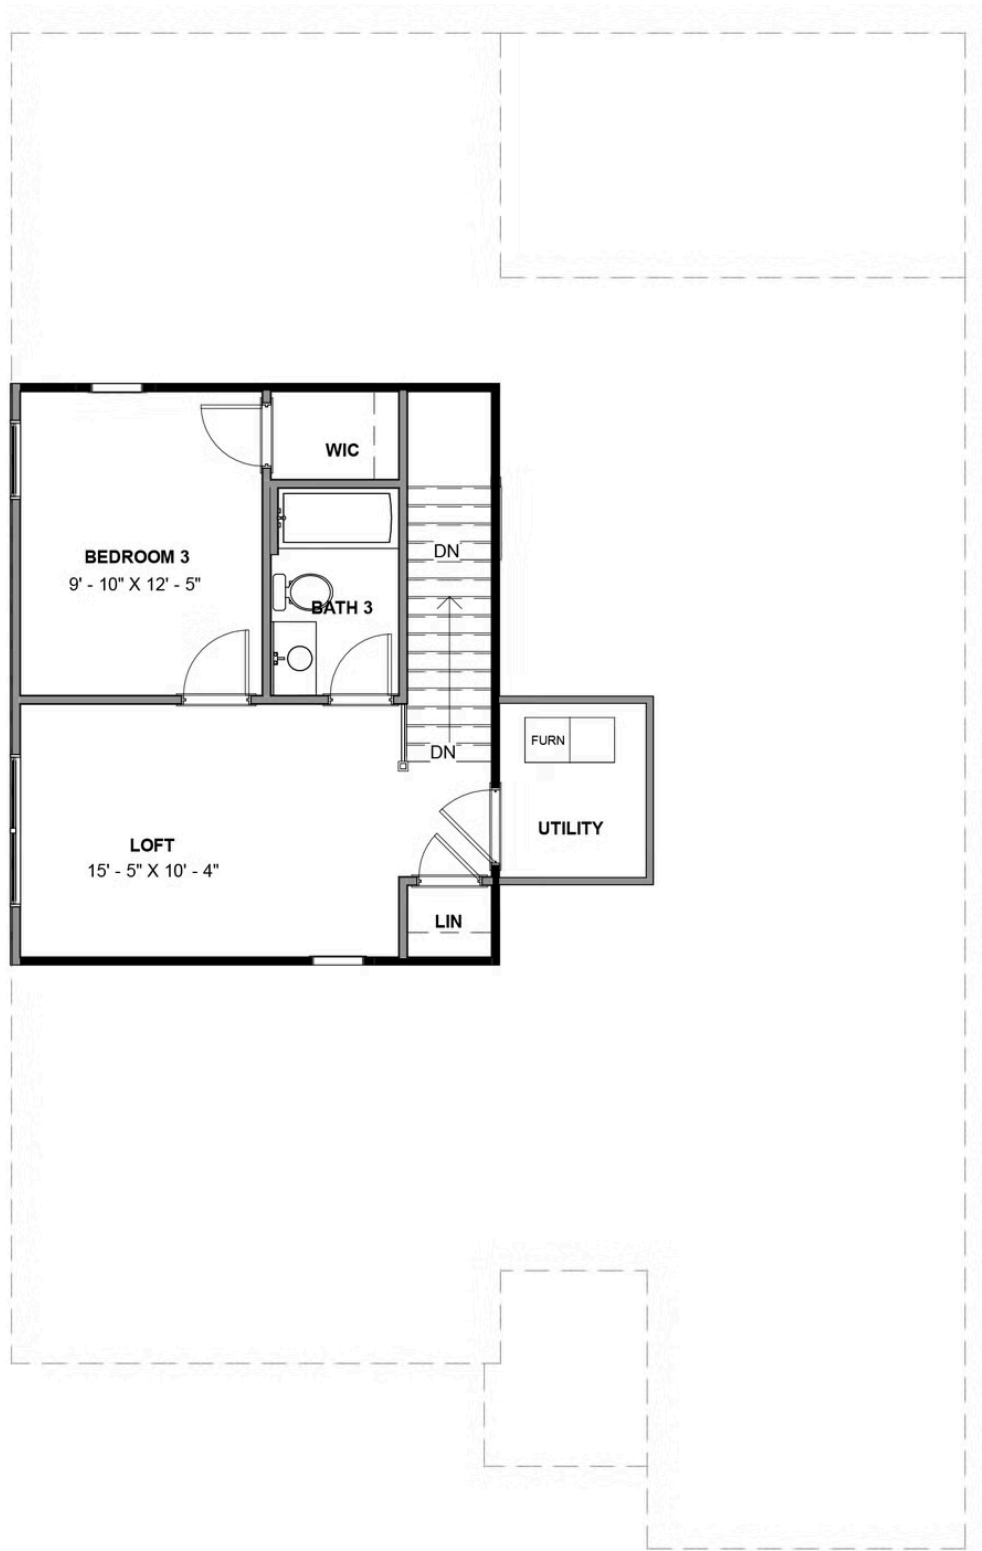 WIC
DN
BEDROOM 3
9' - 10" X 12' - 5"
BATH 3
DN
FURN
UTILITY
LOFT
15' - 5" X 10' - 4"
LIN